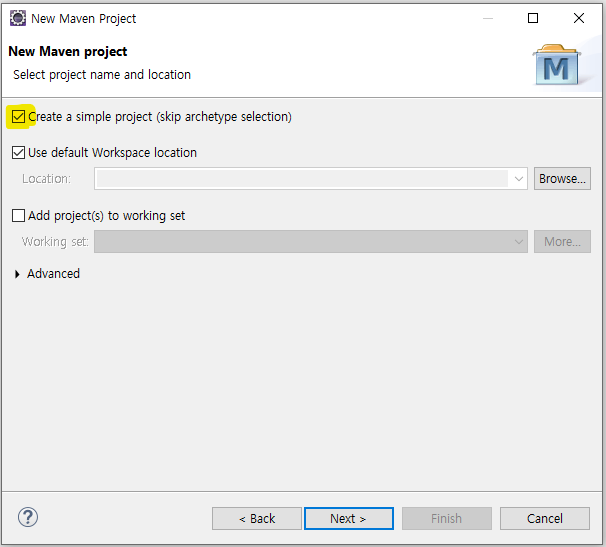 New Maven Project
New Maven project
Select project name and location
M
Create a simple project (skip archetype selection)
Use default Workspace location
Location:
Browse...
Add project(s) to working set
Working set:
More...
Advanced
?
< Back
Next >
Finish
Cancel